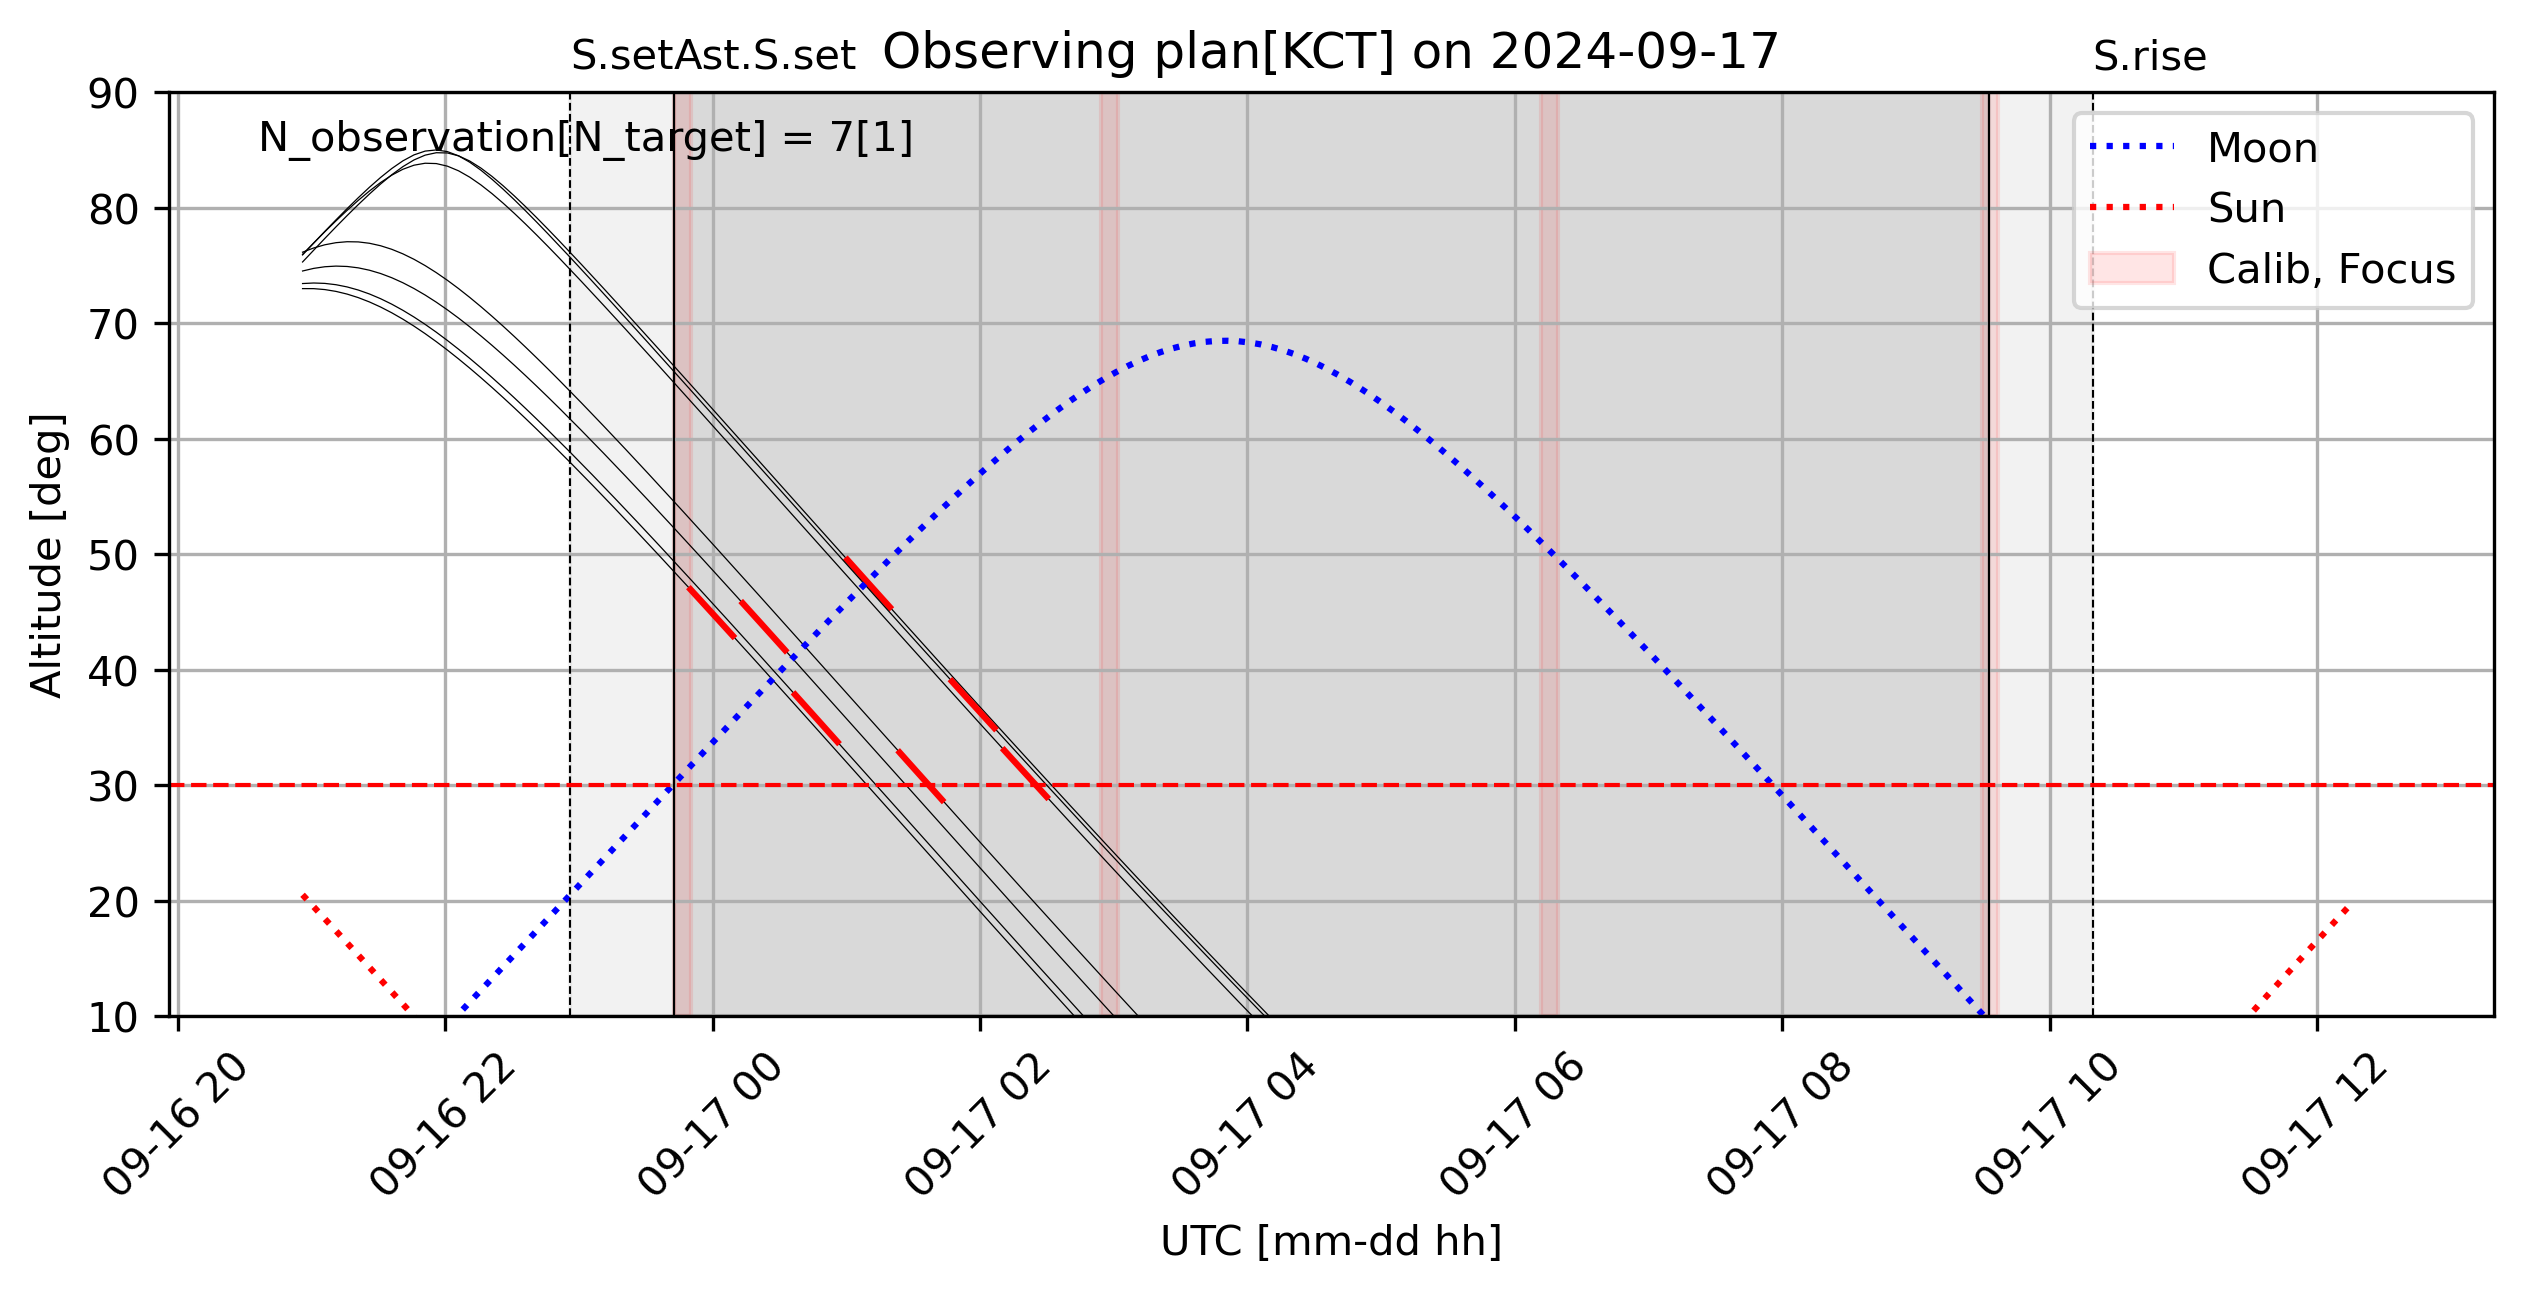 S.setAst.S.set Observing plan[KCT] on 2024-09-17 S.rise
N_observation[N_target] = 7[1]
Moon
Sun
Calib, Focus
Altitude [deg]
90
80
70
60
50
40
30
20
10
09-16 20
09-16 22
09-17 00
09-17 02
09-17 04
09-17 06
09-17 08
09-17 10
09-17 12
UTC [mm-dd hh]